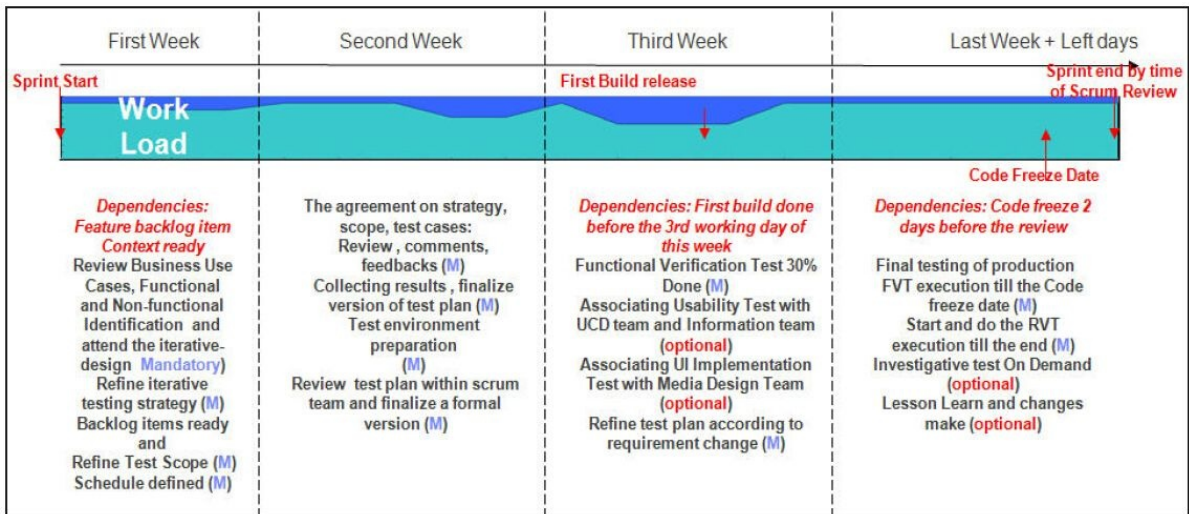 First Week
Second Week
Third Week
Last Week + Left days
Sprint Start
First Build release
Sprint end by time
of Scrum Review
Work
Load
Code Freeze Date
Dependencies:
Feature backlog item
Context ready
Review Business Use
Cases, Functional
and Non-functional
Identification and
attend the iterative-
design Mandatory)
Refine iterative
testing strategy (M)
Backlog items ready
and
Refine Test Scope (M)
Schedule defined (M)
The agreement on strategy,
scope, test cases:
Review , comments,
feedbacks (M)
Collecting results , finalize
version of test plan (M)
Test environment
preparation
(M)
Review test plan within scrum
team and finalize a formal
version (M)
Dependencies: First build done
before the 3rd working day of
this week
Functional Verification Test 30%
Done (M)
Associating Usability Test with
UCD team and Information team
(optional)
Associating UI Implementation
Test with Media Design Team
(optional)
Refine test plan according to
requirement change (M)
Dependencies: Code freeze 2
days before the review
Final testing of production
FVT execution till the Code
freeze date (M)
Start and do the RVT
execution till the end (M)
Investigative test On Demand
(optional)
Lesson Learn and changes
make (optional)